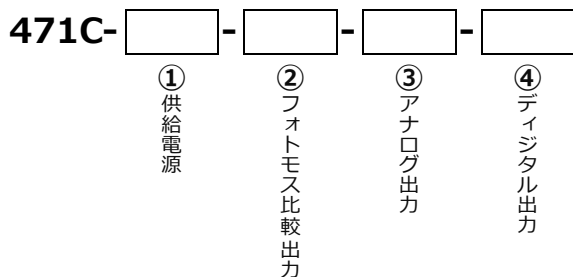 471C-□-□-□-□
① ② ③ ④
供給電源
フォトモス比較出力
アナログ出力
ディジタル出力